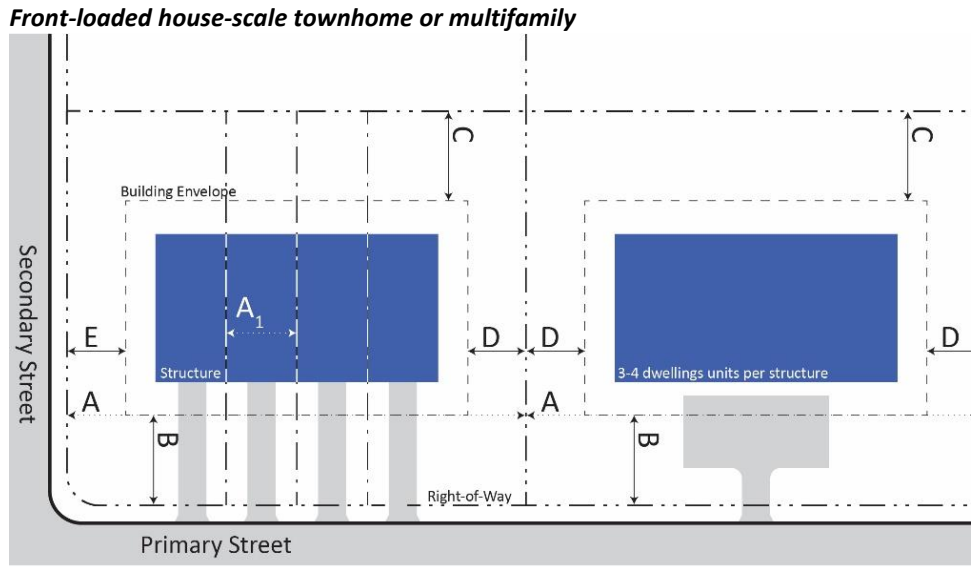 Front-loaded house-scale townhome or multifamily
C
C
Building Envelope
Secondary Street
A1
E
D
D
D
Structure
3-4 dwellings units per structure
A
A
B
B
Right-of-Way
Primary Street